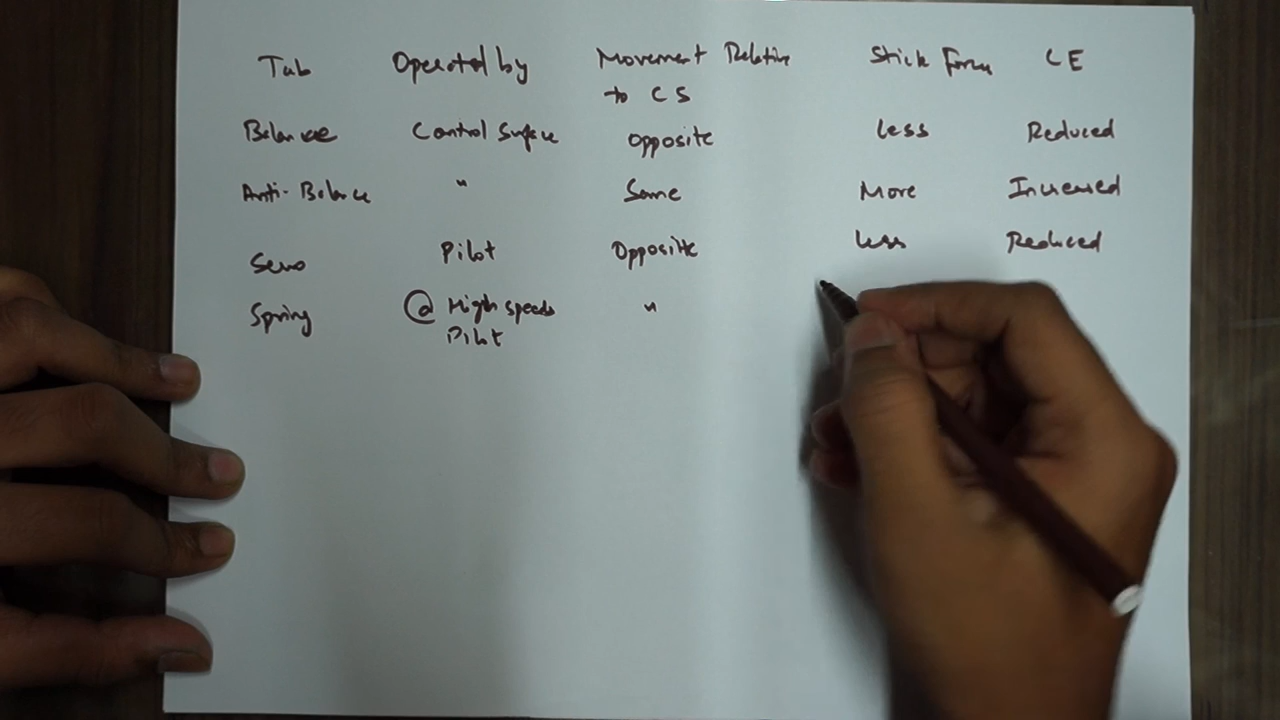 Tab Operated by Movement Relative to CS Stick Force CE
Balance Control Surface Opposite Less Reduced
Anti-Balance " Same More Increased
Servo Pilot Opposite Less Reduced
Spring @ High speeds Pilot "